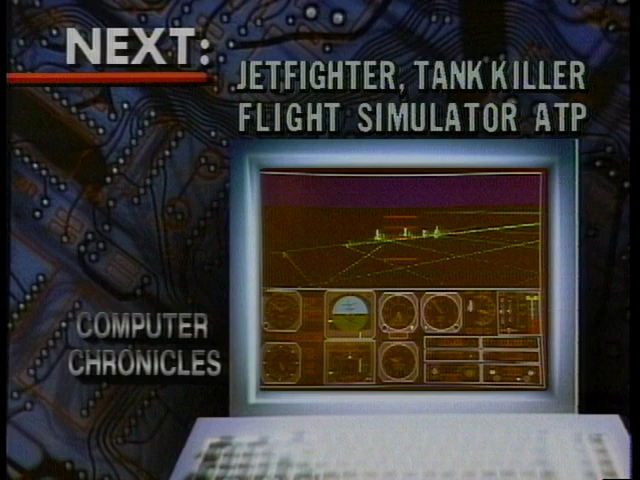 NEXT:
JETFIGHTER, TANK KILLER
FLIGHT SIMULATOR ATP
COMPUTER
CHRONICLES